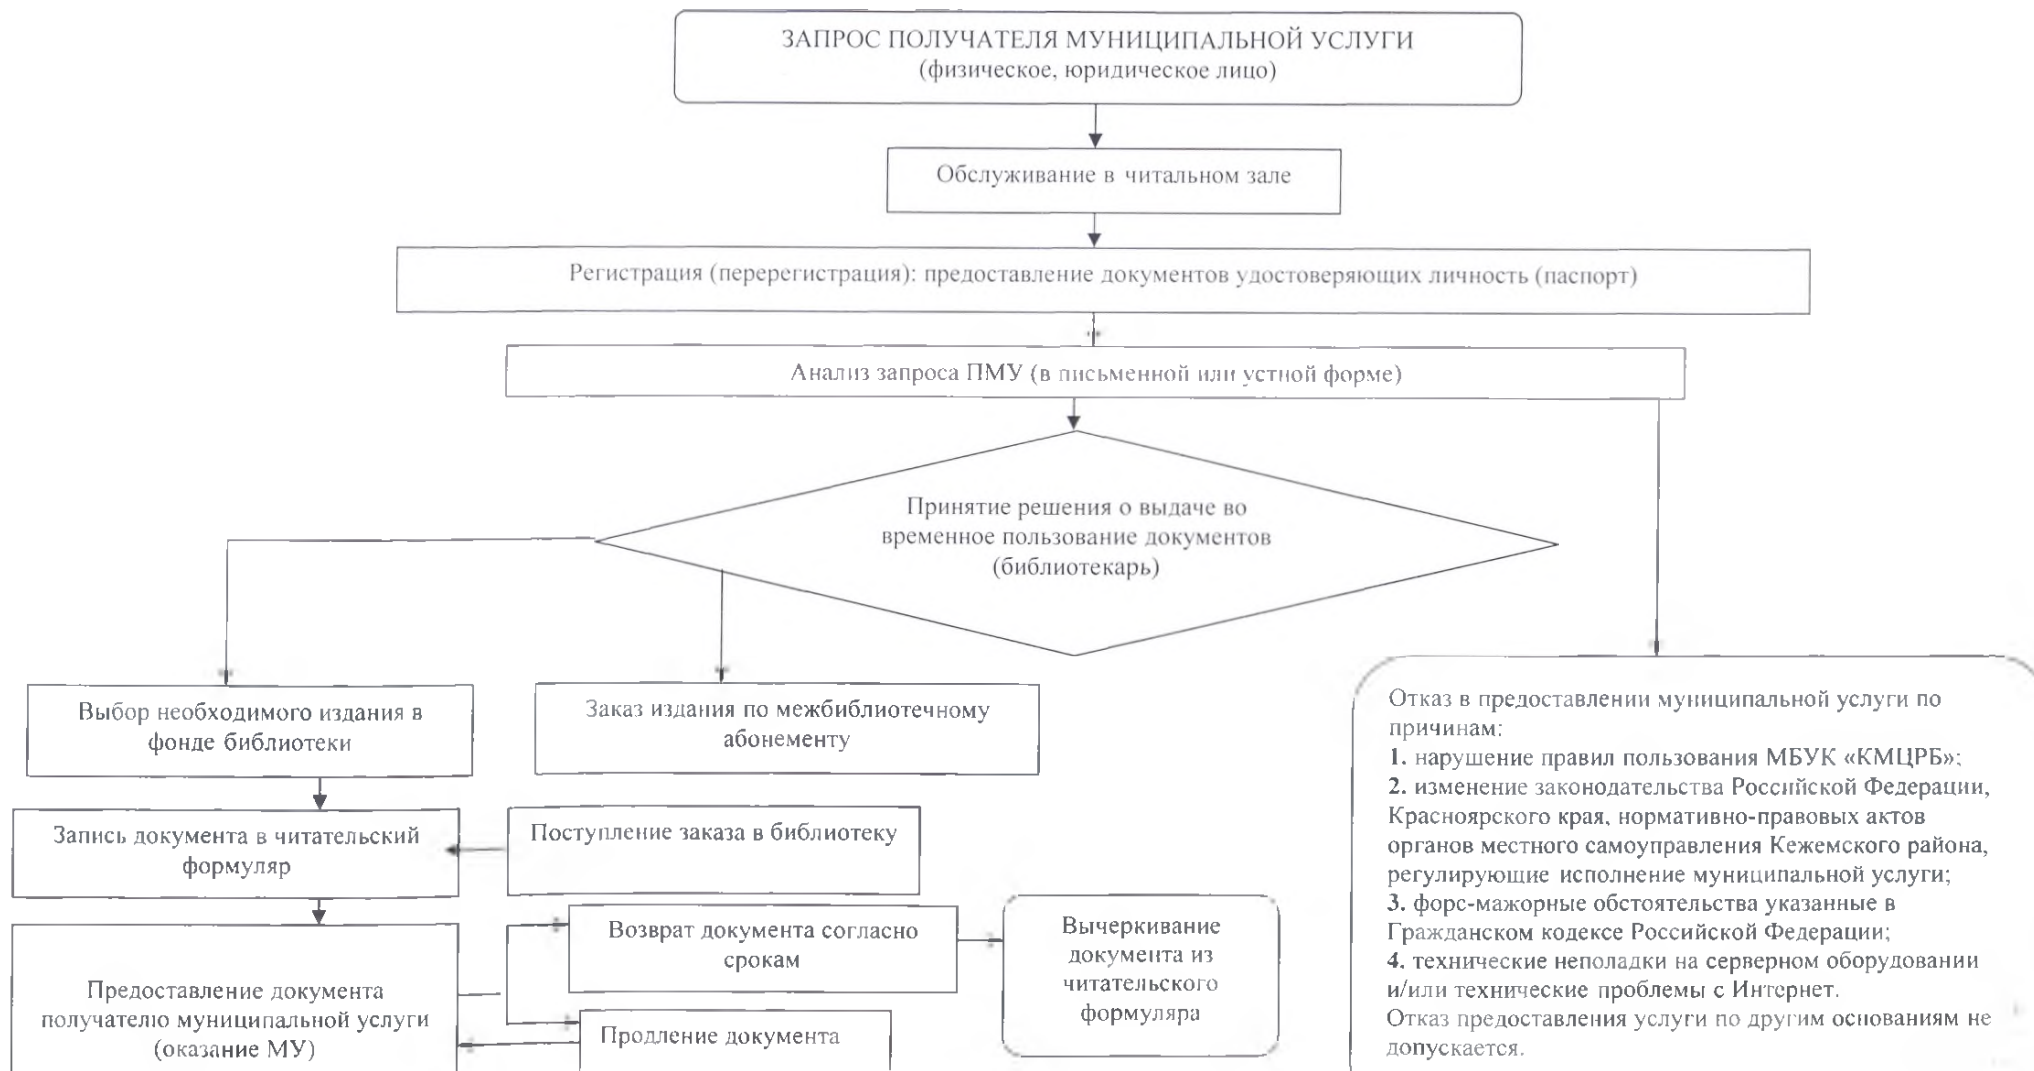 ЗАПРОС ПОЛУЧАТЕЛЯ МУНИЦИПАЛЬНОЙ УСЛУГИ
(физическое, юридическое лицо)
Обслуживание в читальном зале
Регистрация (перерегистрация): предоставление документов удостоверяющих личность (паспорт)
Анализ запроса ПМУ (в письменной или устной форме)
Принятие решения о выдаче во
временное пользование документов
(библиотекарь)
Выбор необходимого издания в
фонде библиотеки
Заказ издания по межбиблиотечному
абонементу
Запись документа в читательский
формуляр
Поступление заказа в библиотеку
Предоставление документа
получателю муниципальной услуги
(оказание МУ)
Возврат документа согласно
срокам
Продление документа
Вычеркивание
документа из
читательского
формуляра
Отказ в предоставлении муниципальной услуги по
причинам:
1. нарушение правил пользования МБУК «КМЦРБ»;
2. изменение законодательства Российской Федерации,
Красноярского края, нормативно-правовых актов
органов местного самоуправления Кежемского района,
регулирующие исполнение муниципальной услуги;
3. форс-мажорные обстоятельства указанные в
Гражданском кодексе Российской Федерации;
4. технические неполадки на серверном оборудовании
и/или технические проблемы с Интернет.
Отказ предоставления услуги по другим основаниям не
допускается.